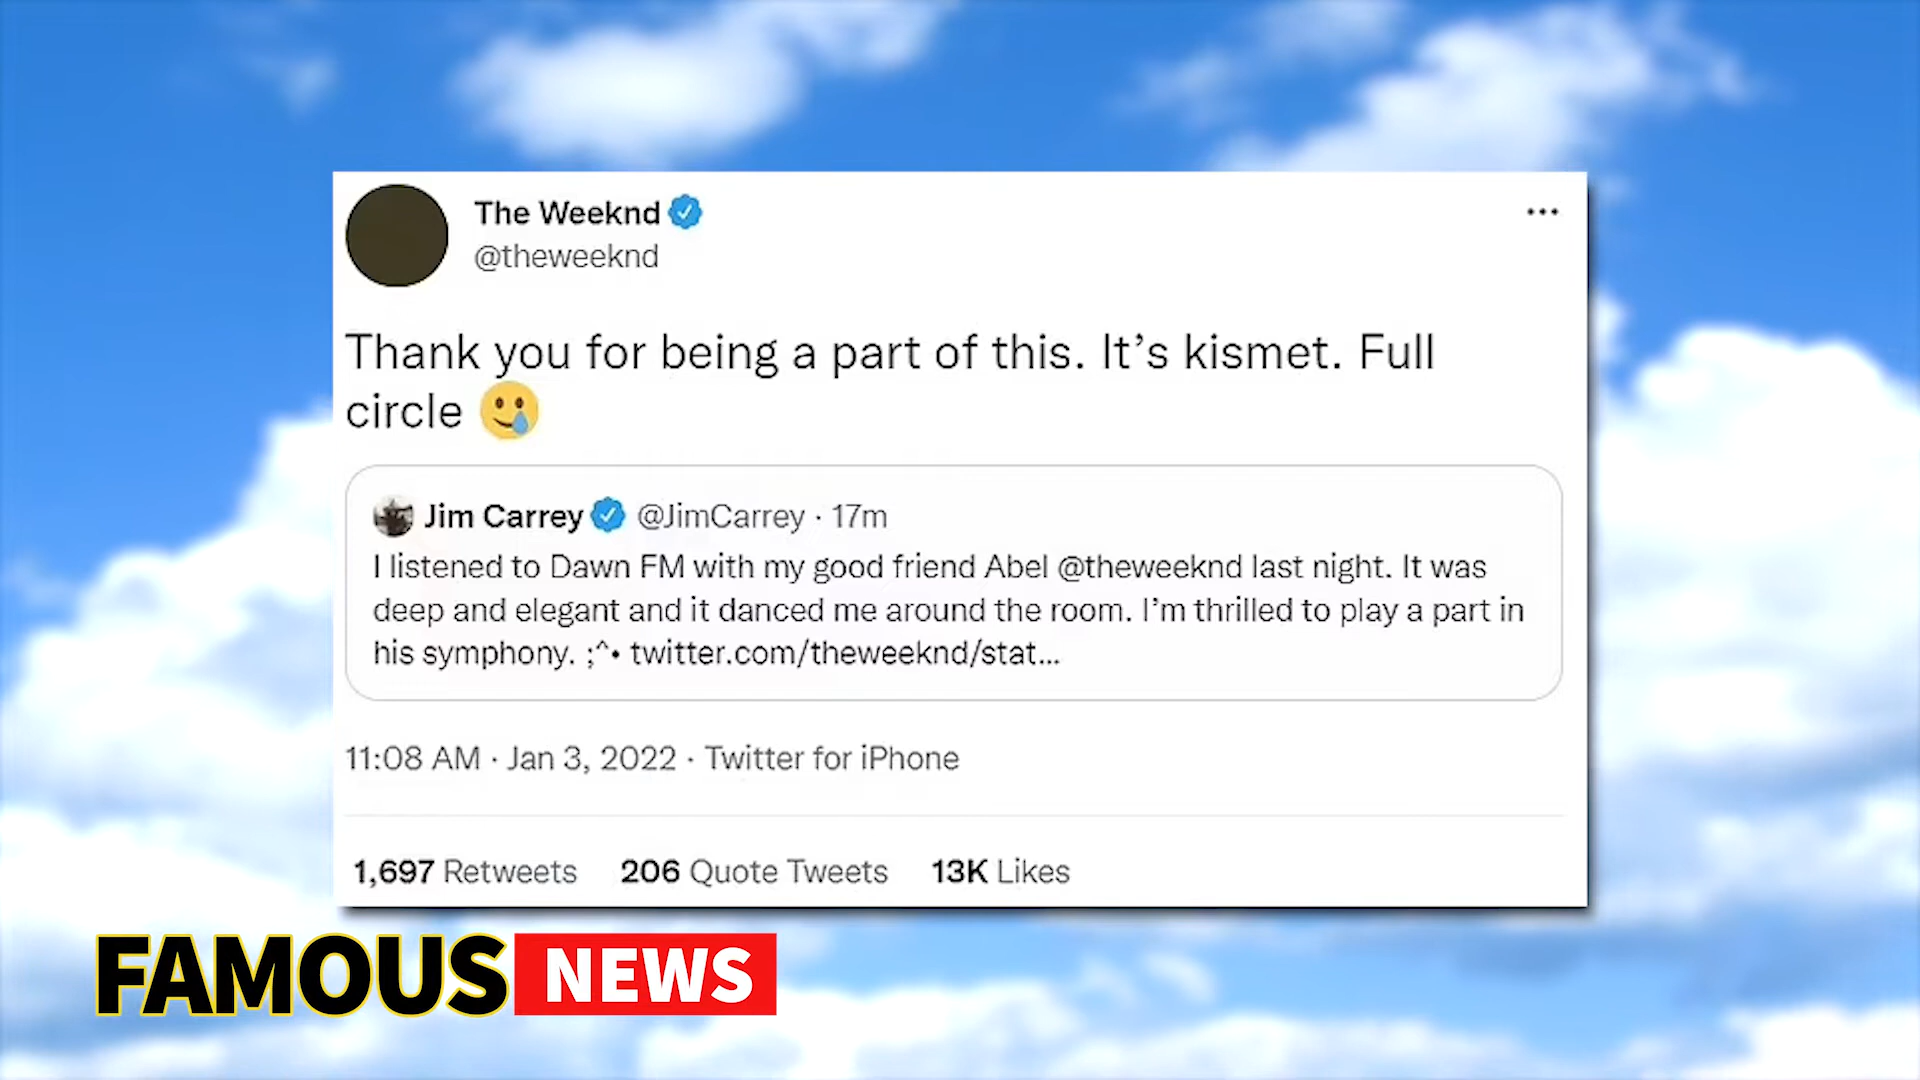 The Weeknd
@theweeknd
Thank you for being a part of this. It's kismet. Full
circle 🥲
Jim Carrey @JimCarrey · 17m
I listened to Dawn FM with my good friend Abel @theweeknd last night. It was
deep and elegant and it danced me around the room. I'm thrilled to play a part in
his symphony. ;^• twitter.com/theweeknd/stat...
11:08 AM · Jan 3, 2022 · Twitter for iPhone
1,697 Retweets 206 Quote Tweets 13K Likes
FAMOUS NEWS